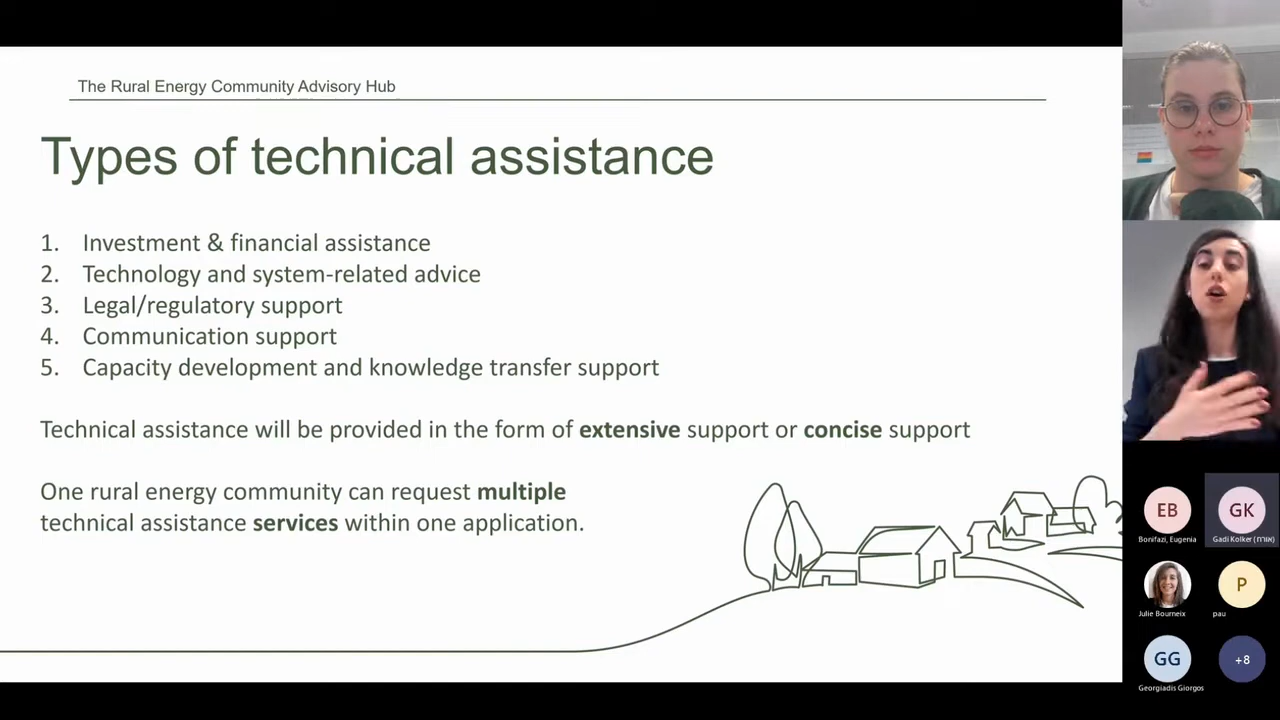 The Rural Energy Community Advisory Hub
Types of technical assistance
1. Investment & financial assistance
2. Technology and system-related advice
3. Legal/regulatory support
4. Communication support
5. Capacity development and knowledge transfer support
Technical assistance will be provided in the form of extensive support or concise support
One rural energy community can request multiple
technical assistance services within one application.
EB
GK
Bonifazi, Eugenia
Gadi Kolker (אורח)
P
Julie Bourneix
pau
GG
+8
Georgiadis Giorgos